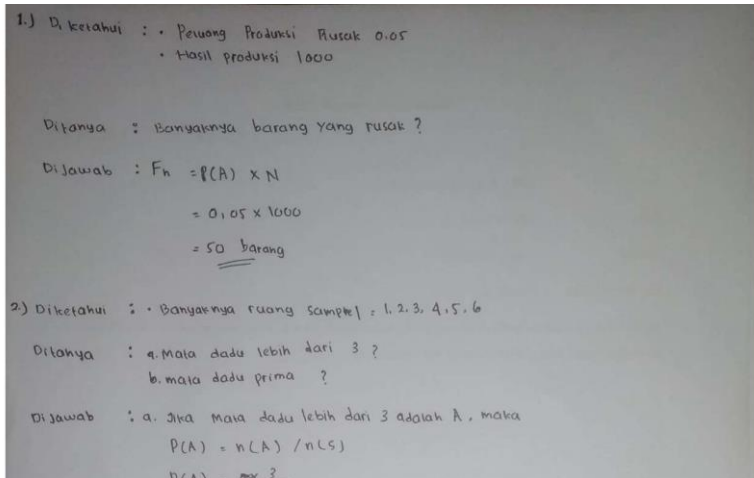 1.) Diketahui : • Peluang Produksi Rusak 0.05
• Hasil produksi 1000
Ditanya : Banyaknya barang yang rusak ?
Dijawab : Fn = P(A) x N
= 0,05 x 1000
= 50 barang
2.) Diketahui : • Banyaknya ruang sampel = 1, 2, 3, 4, 5, 6
Ditanya : a. Mata dadu lebih dari 3 ?
b. mata dadu prima ?
Dijawab : a. Jika Mata dadu lebih dari 3 adalah A, maka
P(A) = n(A) / n(S)